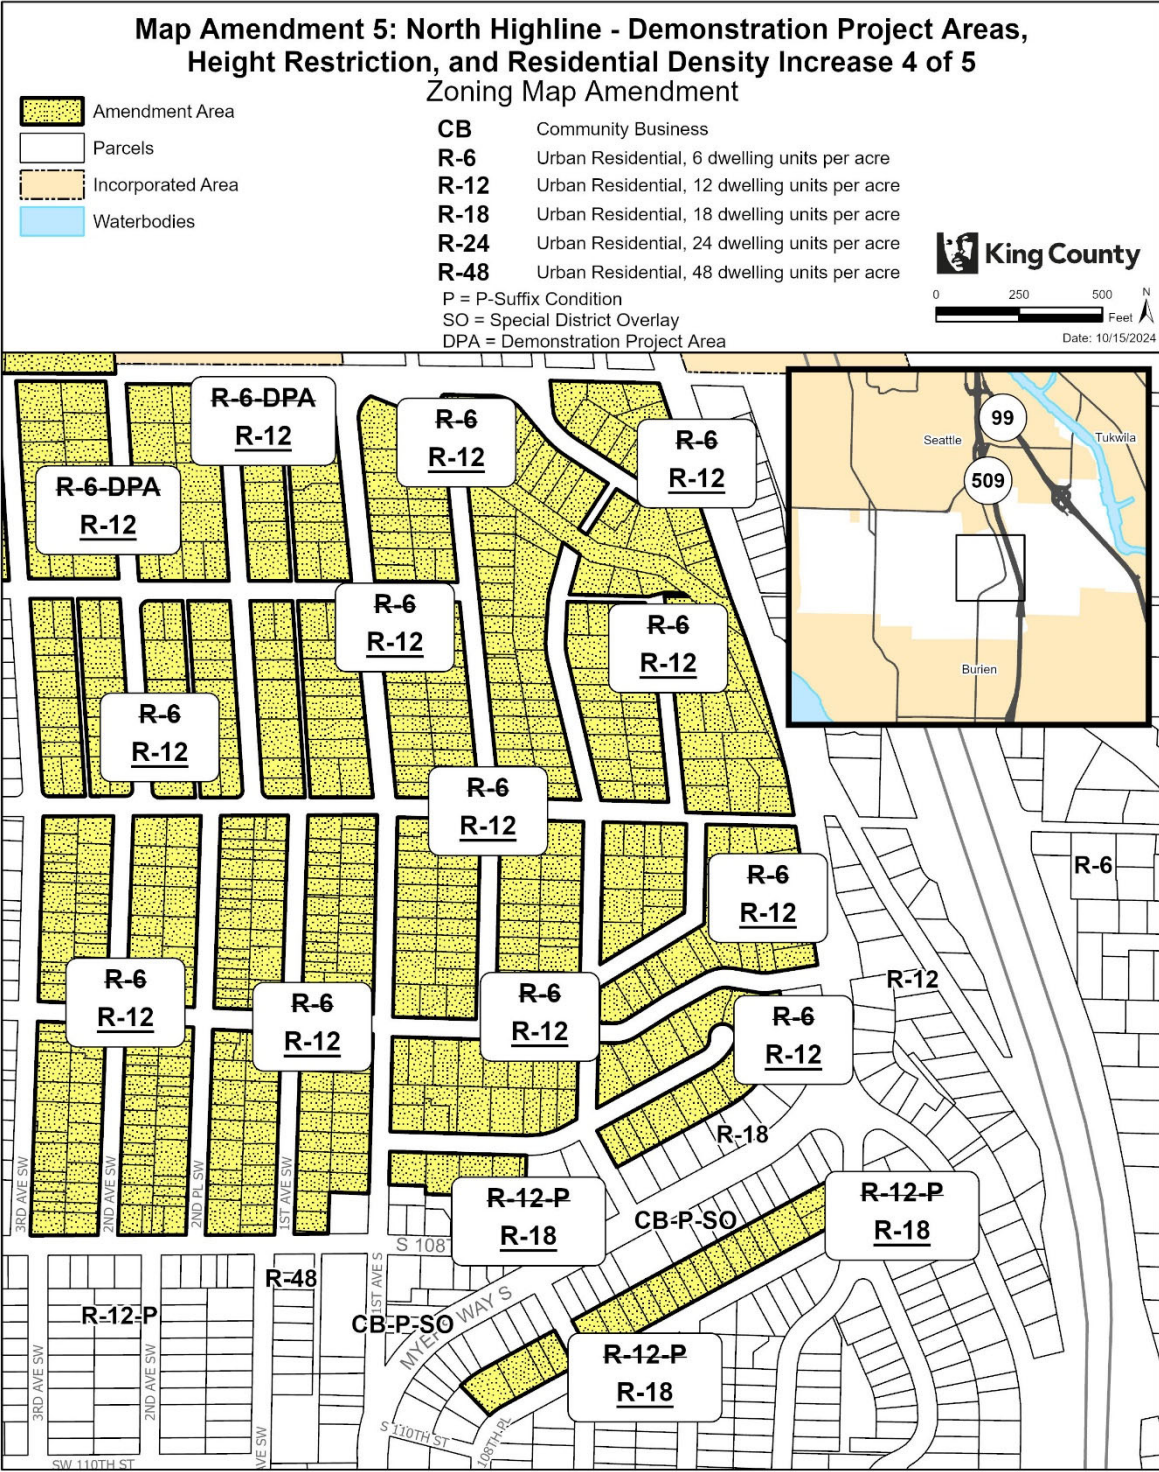 Map Amendment 5: North Highline - Demonstration Project Areas,
Height Restriction, and Residential Density Increase 4 of 5
Zoning Map Amendment
Amendment Area
Parcels
Incorporated Area
Waterbodies
CB Community Business
R-6 Urban Residential, 6 dwelling units per acre
R-12 Urban Residential, 12 dwelling units per acre
R-18 Urban Residential, 18 dwelling units per acre
R-24 Urban Residential, 24 dwelling units per acre
R-48 Urban Residential, 48 dwelling units per acre
P = P-Suffix Condition
SO = Special District Overlay
DPA = Demonstration Project Area
King County
0 250 500
Feet
N
Date: 10/15/2024
R-6-DPA
R-12
R-6
R-12
R-6
R-12
R-6-DPA
R-12
99
Seattle
Tukwila
509
Burien
R-6
R-12
R-6
R-12
R-6
R-12
R-6
R-12
R-6
R-6
R-12
R-12
R-6
R-12
R-6
R-12
R-6
R-12
R-6
R-12
R-18
3RD AVE SW
2ND AVE SW
2ND PL SW
1ST AVE SW
R-12-P
R-18
CB-P-SO
R-12-P
R-18
S 108
R-48
1ST AVE S
R-12-P
CB-P-SO
MYERS WAY S
R-12-P
R-18
3RD AVE SW
2ND AVE SW
VE SW
S 110TH ST
108TH PL
SW 110TH ST